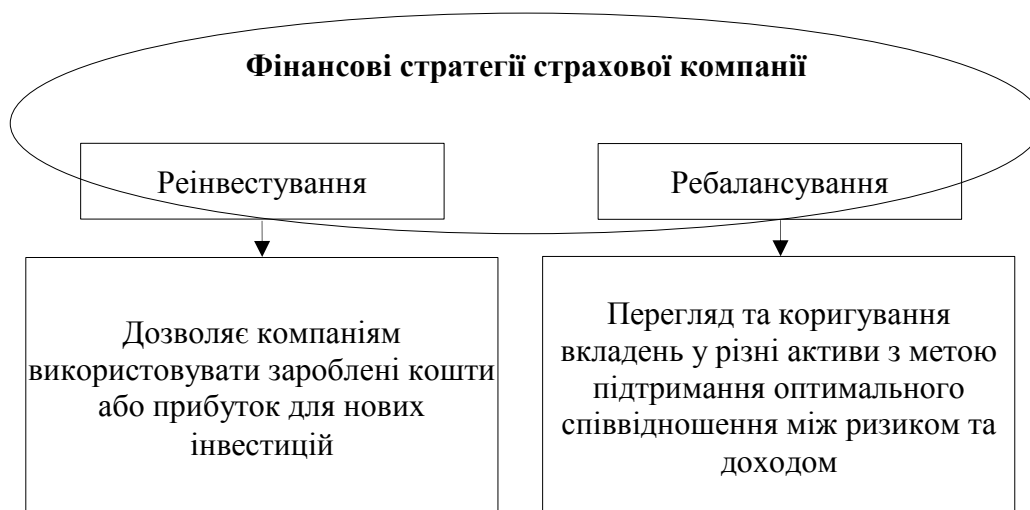 Фінансові стратегії страхової компанії
Реінвестування
Ребалансування
Дозволяє компаніям
використовувати зароблені кошти
або прибуток для нових
інвестицій
Перегляд та коригування
вкладень у різні активи з метою
підтримання оптимального
співвідношення між ризиком та
доходом